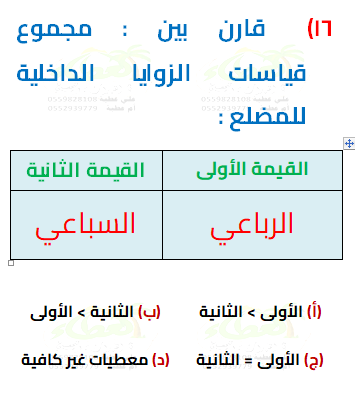 ١٦) قارن بين : مجموع
قياسات الزوايا الداخلية
للمضلع :
القيمة الأولى القيمة الثانية
الرباعي السباعي
(أ) الأولى > الثانية (ب) الثانية > الأولى
(ج) الأولى = الثانية (د) معطيات غير كافية